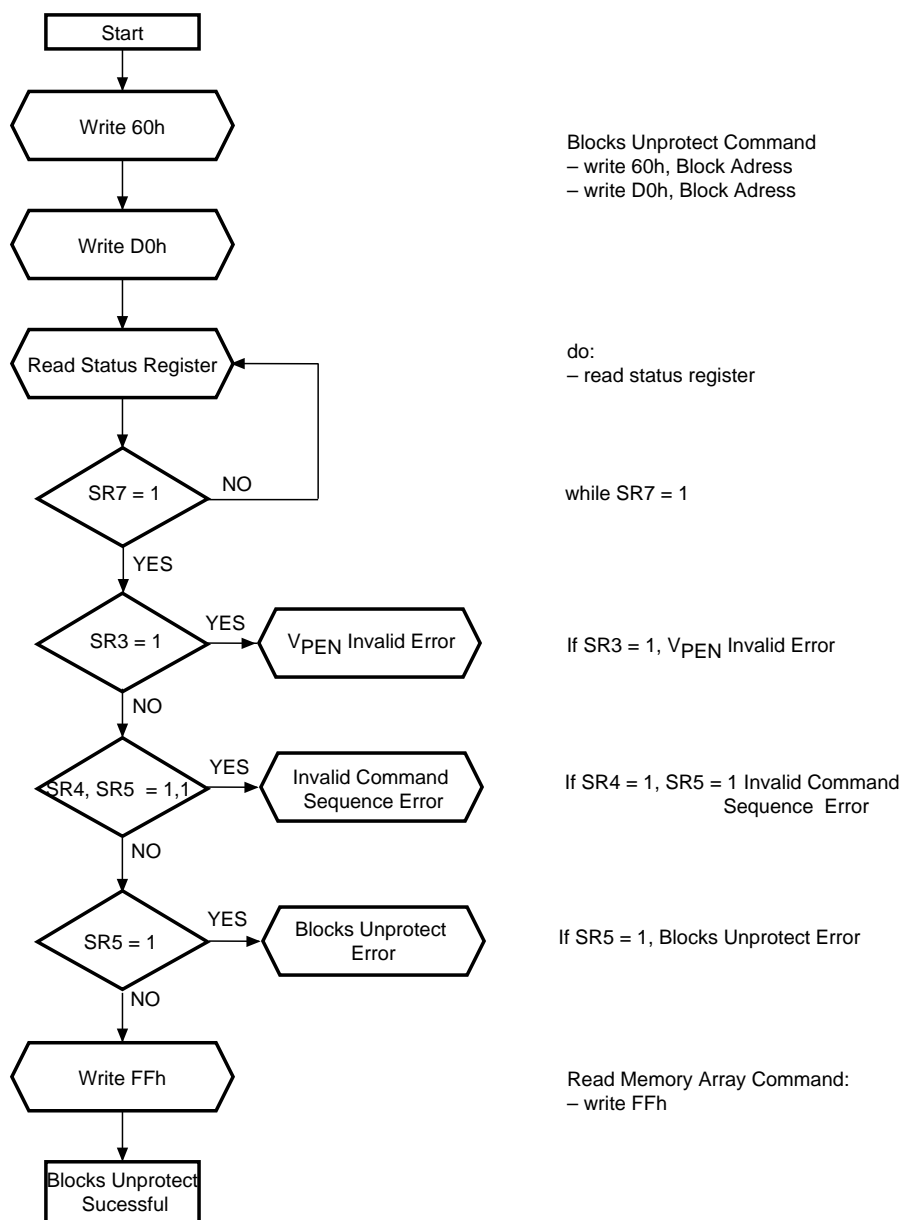 Start
Write 60h
Blocks Unprotect Command
– write 60h, Block Adress
– write D0h, Block Adress
Write D0h
Read Status Register
do:
– read status register
SR7 = 1
NO
while SR7 = 1
YES
SR3 = 1
YES
VPEN Invalid Error
If SR3 = 1, VPEN Invalid Error
NO
SR4, SR5 = 1,1
YES
Invalid Command
Sequence Error
If SR4 = 1, SR5 = 1 Invalid Command
Sequence Error
NO
SR5 = 1
YES
Blocks Unprotect
Error
If SR5 = 1, Blocks Unprotect Error
NO
Write FFh
Read Memory Array Command:
– write FFh
Blocks Unprotect
Sucessful